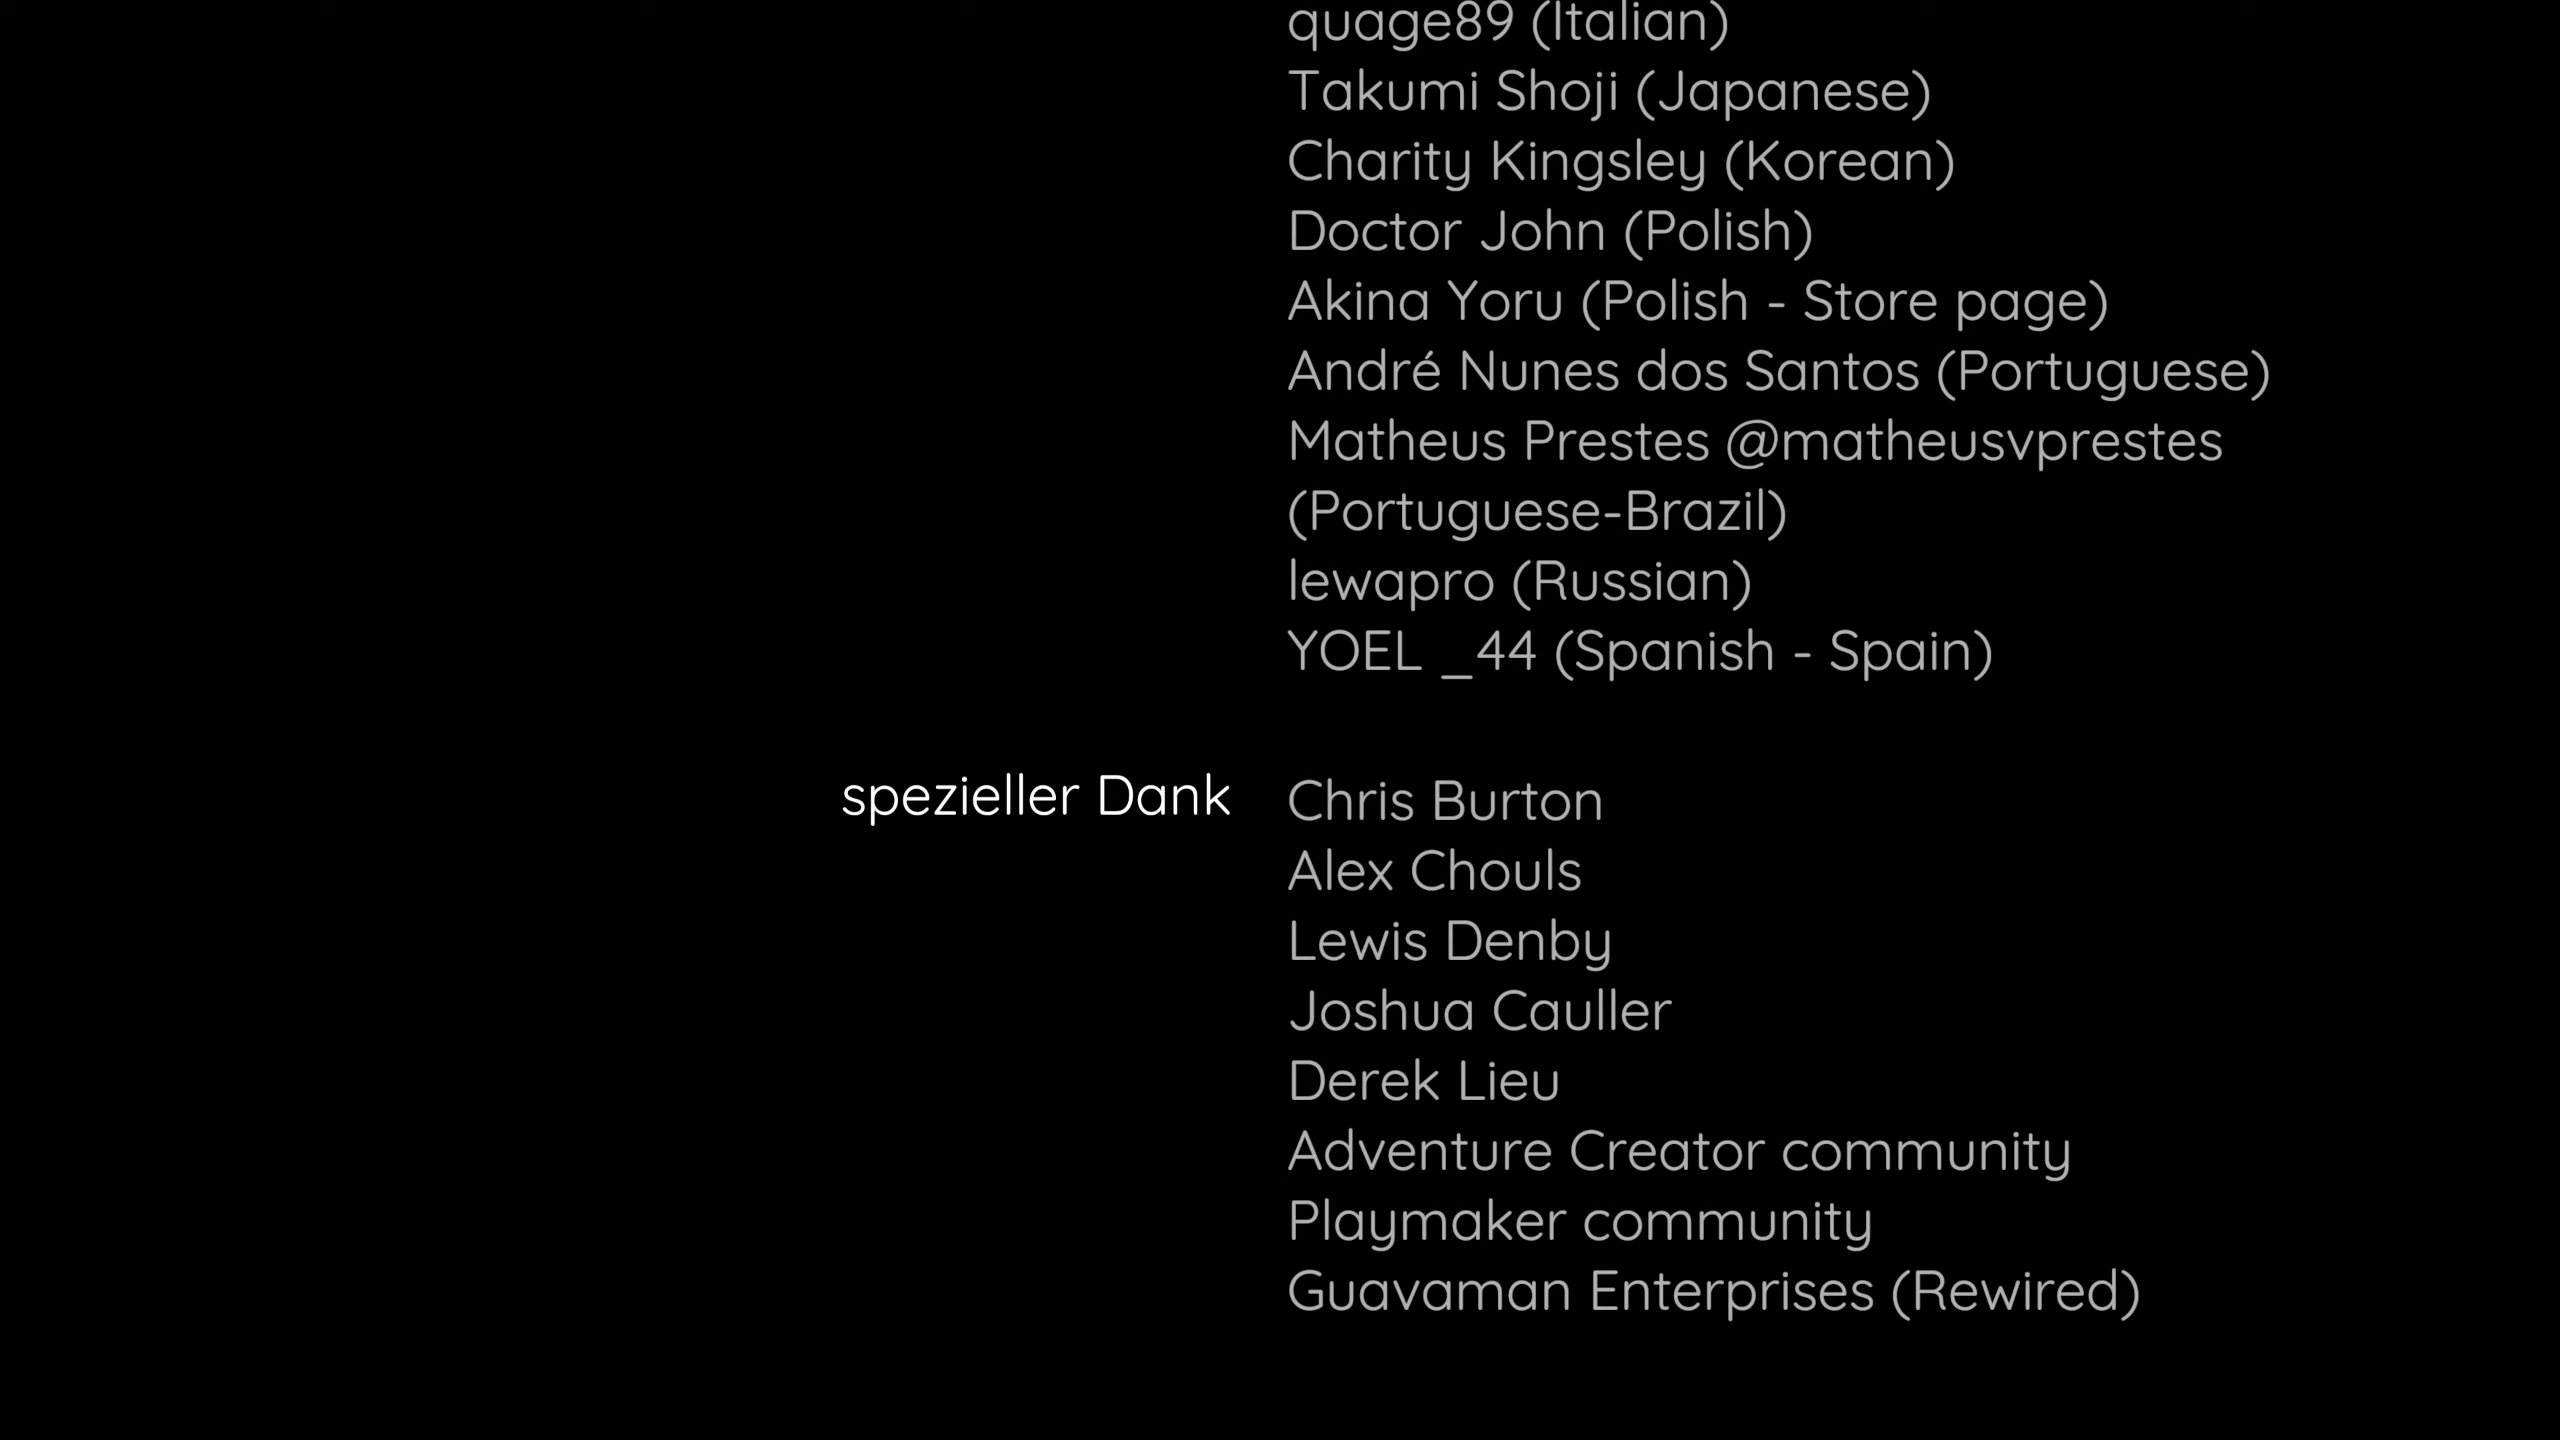 quage89 (Italian)
Takumi Shoji (Japanese)
Charity Kingsley (Korean)
Doctor John (Polish)
Akina Yoru (Polish - Store page)
André Nunes dos Santos (Portuguese)
Matheus Prestes @matheusvprestes
(Portuguese-Brazil)
lewapro (Russian)
YOEL _44 (Spanish - Spain)
spezieller Dank
Chris Burton
Alex Chouls
Lewis Denby
Joshua Cauller
Derek Lieu
Adventure Creator community
Playmaker community
Guavaman Enterprises (Rewired)